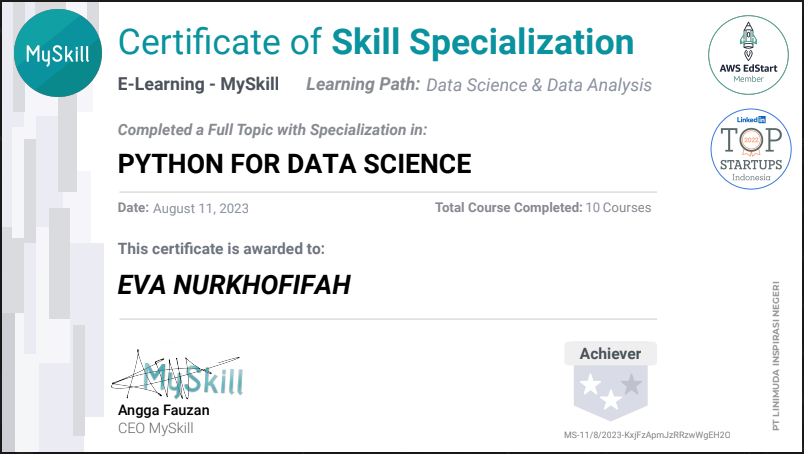 MySkill
Certificate of Skill Specialization
E-Learning - MySkill Learning Path: Data Science & Data Analysis
Completed a Full Topic with Specialization in:
PYTHON FOR DATA SCIENCE
Date: August 11, 2023 Total Course Completed: 10 Courses
This certificate is awarded to:
EVA NURKHOFIFAH
MySkill
Angga Fauzan
CEO MySkill
Achiever
MS-11/8/2023-KxjFzApmJzRRzwWgEH2O
AWS EdStart
Member
LinkedIn
TOP
2022
STARTUPS
Indonesia
PT LINIMUDA INSPIRASI NEGERI